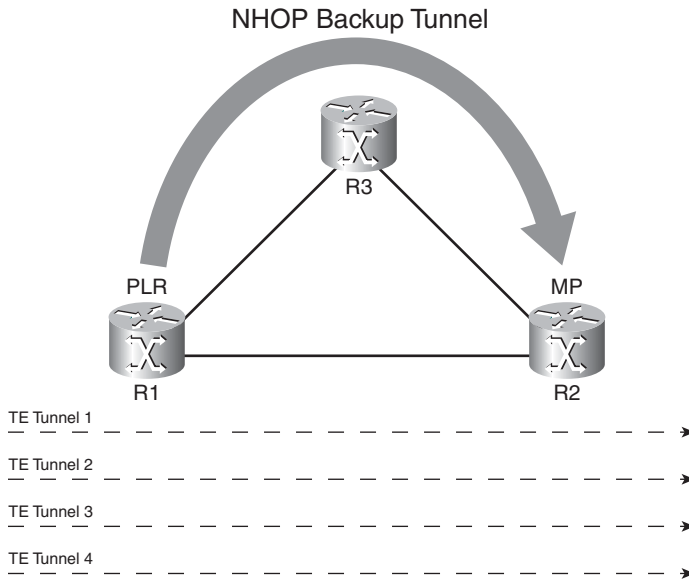 NHOP Backup Tunnel
R3
PLR
MP
R1
R2
TE Tunnel 1
TE Tunnel 2
TE Tunnel 3
TE Tunnel 4